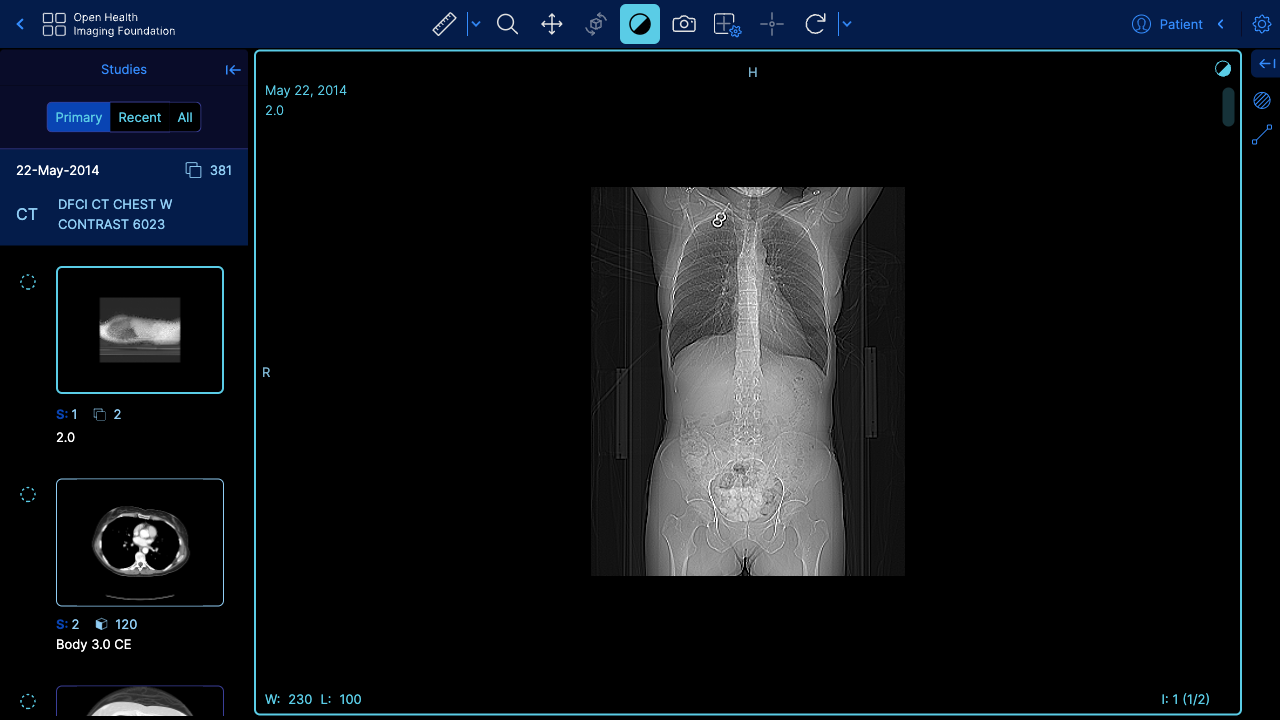 Open Health
Imaging Foundation
Patient
Studies
Primary Recent All
22-May-2014 381
CT DFCI CT CHEST W
CONTRAST 6023
S: 1 2
2.0
S: 2 120
Body 3.0 CE
H
May 22, 2014
2.0
R
W: 230 L: 100
I: 1 (1/2)